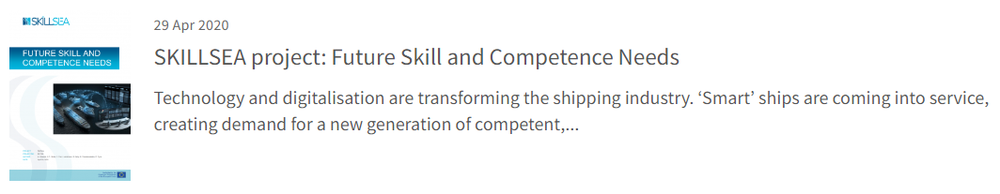 SKILLSEA
FUTURE SKILL AND
COMPETENCE NEEDS
29 Apr 2020
SKILLSEA project: Future Skill and Competence Needs
Technology and digitalisation are transforming the shipping industry. ‘Smart’ ships are coming into service,
creating demand for a new generation of competent,...